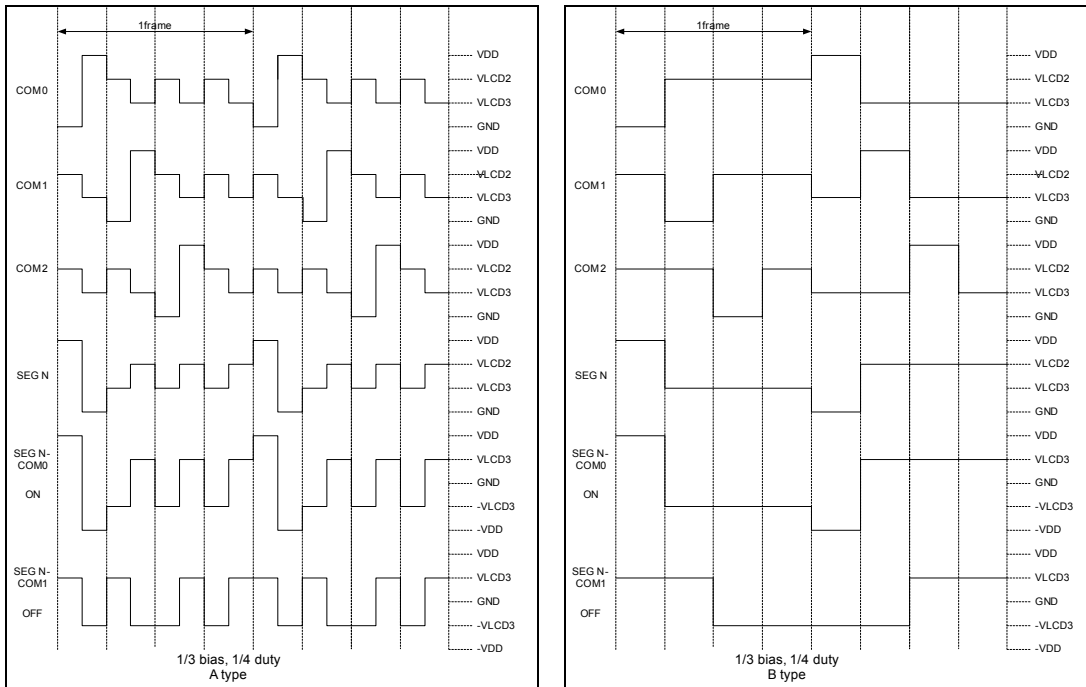 1frame
COM0
VDD
VLCD2
VLCD3
GND
COM1
VDD
VLCD2
VLCD3
GND
COM2
VDD
VLCD2
VLCD3
GND
SEG N
VDD
VLCD2
VLCD3
GND
SEG N-
COM0
ON
VDD
VLCD3
GND
-VLCD3
-VDD
SEG N-
COM1
OFF
VDD
VLCD3
GND
-VLCD3
-VDD
1/3 bias, 1/4 duty
A type
1frame
COM0
VDD
VLCD2
VLCD3
GND
COM1
VDD
VLCD2
VLCD3
GND
COM2
VDD
VLCD2
VLCD3
GND
SEG N
VDD
VLCD2
VLCD3
GND
SEG N-
COM0
ON
VDD
VLCD3
GND
-VLCD3
-VDD
SEG N-
COM1
OFF
VDD
VLCD3
GND
-VLCD3
-VDD
1/3 bias, 1/4 duty
B type